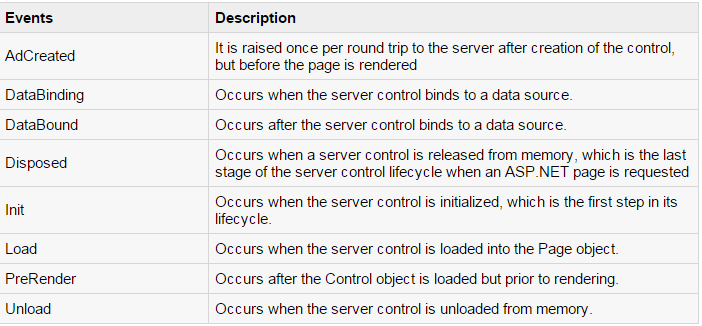 Events Description
AdCreated
It is raised once per round trip to the server after creation of the control,
but before the page is rendered
DataBinding Occurs when the server control binds to a data source.
DataBound Occurs after the server control binds to a data source.
Disposed
Occurs when a server control is released from memory, which is the last
stage of the server control lifecycle when an ASP.NET page is requested
Init
Occurs when the server control is initialized, which is the first step in its
lifecycle.
Load Occurs when the server control is loaded into the Page object.
PreRender Occurs after the Control object is loaded but prior to rendering.
Unload Occurs when the server control is unloaded from memory.